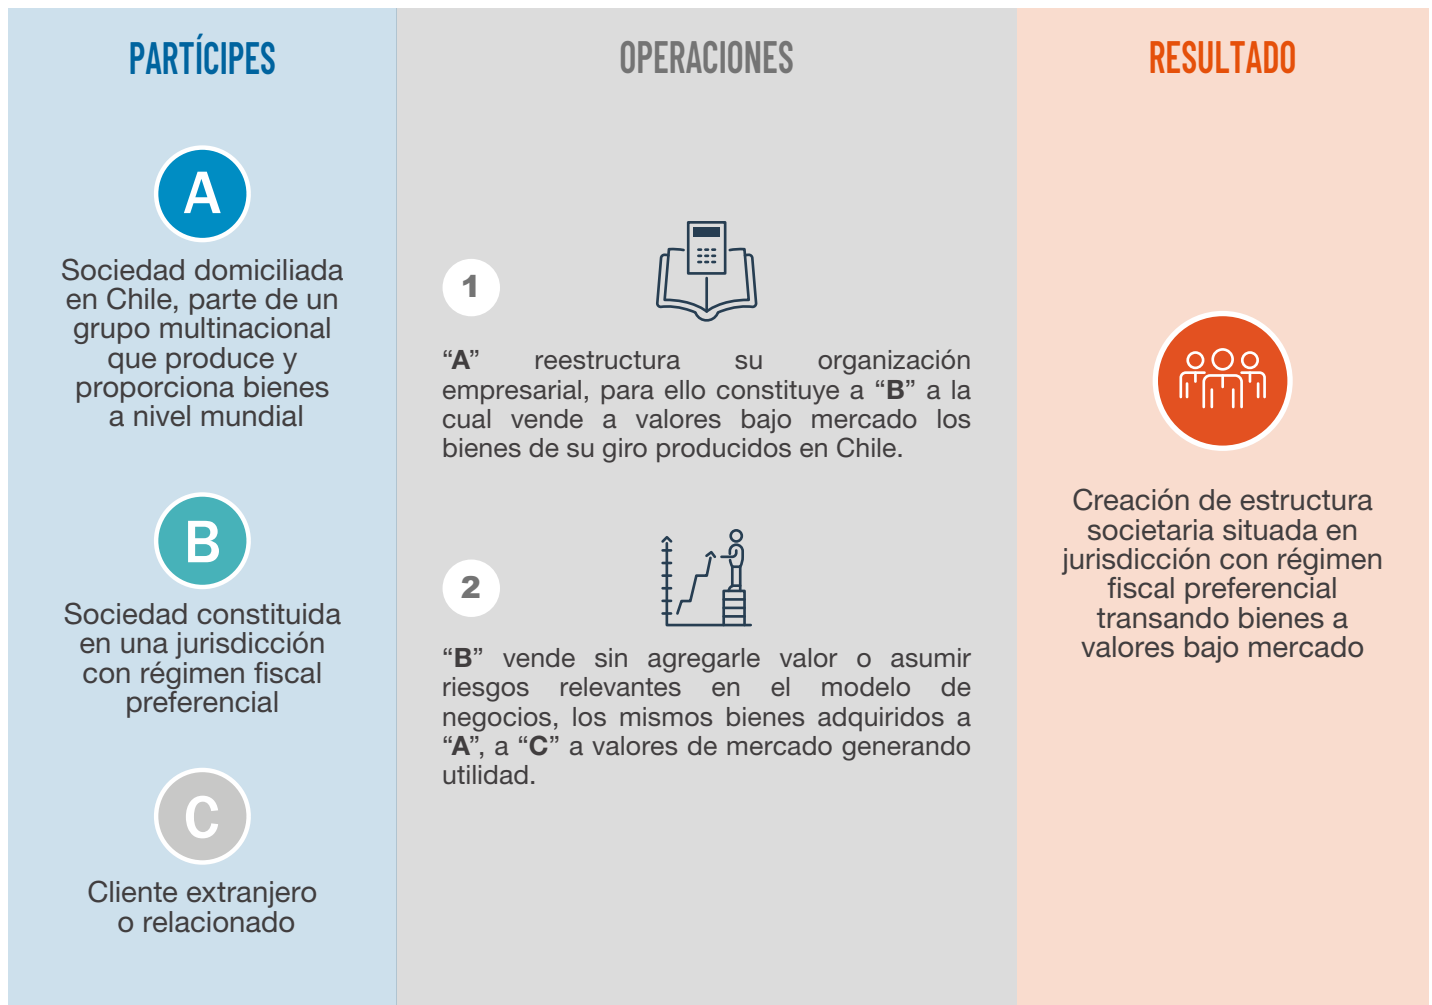 PARTÍCIPES
A
Sociedad domiciliada
en Chile, parte de un
grupo multinacional
que produce y
proporciona bienes
a nivel mundial
B
Sociedad constituida
en una jurisdicción
con régimen fiscal
preferencial
C
Cliente extranjero
o relacionado
OPERACIONES
1
“A” reestructura su organización
empresarial, para ello constituye a “B” a la
cual vende a valores bajo mercado los
bienes de su giro producidos en Chile.
2
“B” vende sin agregarle valor o asumir
riesgos relevantes en el modelo de
negocios, los mismos bienes adquiridos a
“A”, a “C” a valores de mercado generando
utilidad.
RESULTADO
Creación de estructura
societaria situada en
jurisdicción con régimen
fiscal preferencial
transando bienes a
valores bajo mercado